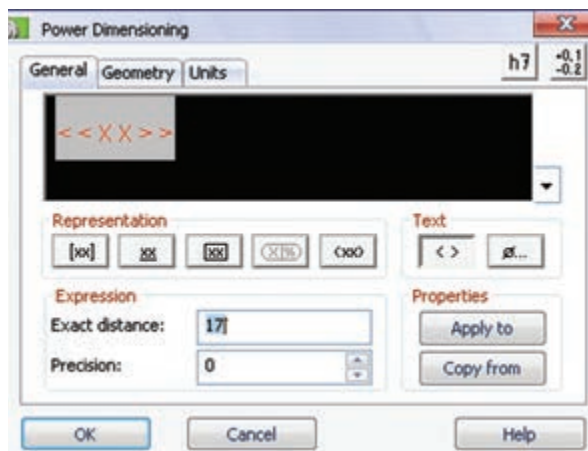 Power Dimensioning
General Geometry Units
h7 +0.1
-0.2
<<XX>>
Representation
[xx] xx xx (X|%) (xx)
Text
<> ø...
Expression
Exact distance: 17
Precision: 0
Properties
Apply to
Copy from
OK Cancel Help